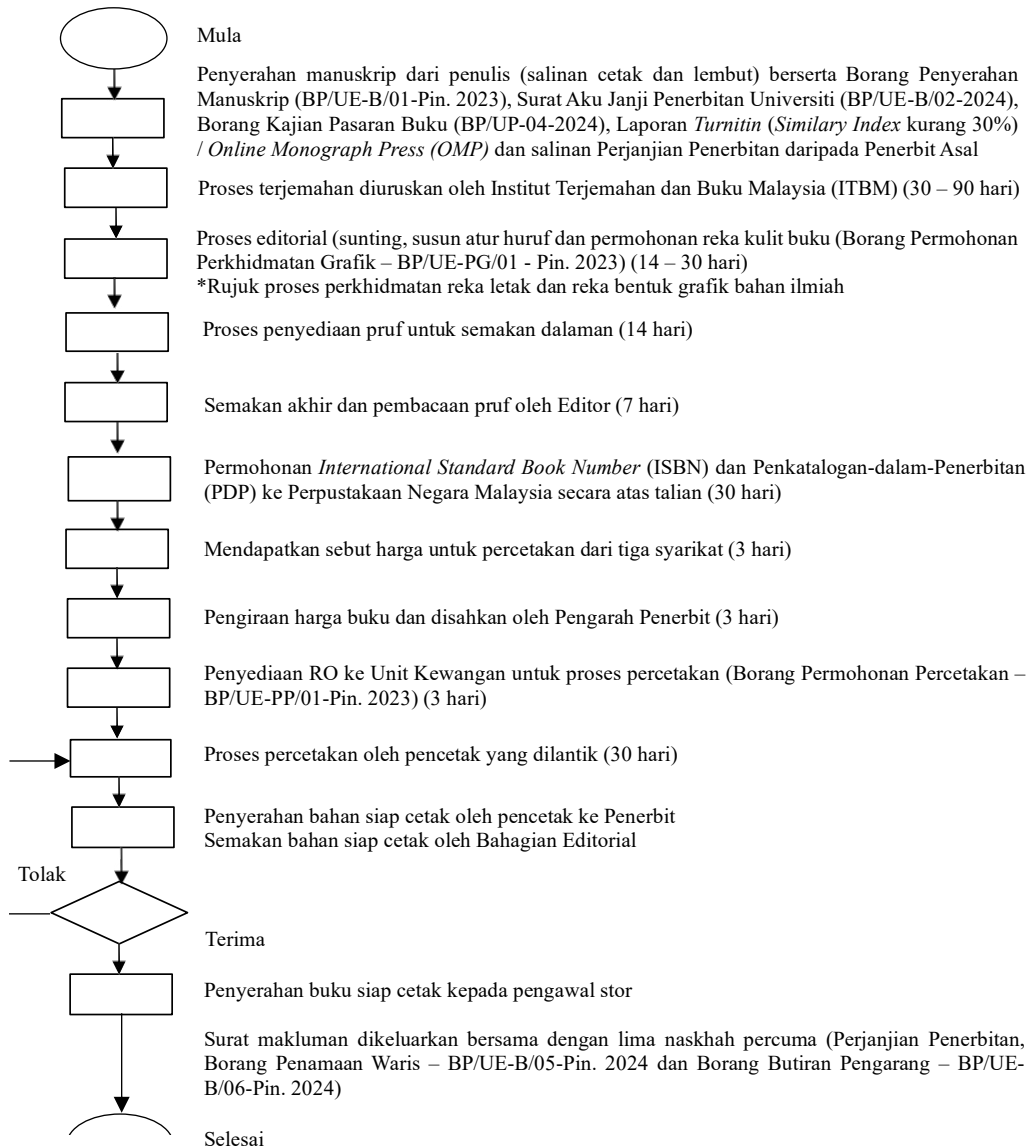 Mula
Penyerahan manuskrip dari penulis (salinan cetak dan lembut) berserta Borang Penyerahan
Manuskrip (BP/UE-B/01-Pin. 2023), Surat Aku Janji Penerbitan Universiti (BP/UE-B/02-2024),
Borang Kajian Pasaran Buku (BP/UP-04-2024), Laporan Turnitin (Similary Index kurang 30%)
/ Online Monograph Press (OMP) dan salinan Perjanjian Penerbitan daripada Penerbit Asal
Proses terjemahan diuruskan oleh Institut Terjemahan dan Buku Malaysia (ITBM) (30 – 90 hari)
Proses editorial (sunting, susun atur huruf dan permohonan reka kulit buku (Borang Permohonan
Perkhidmatan Grafik – BP/UE-PG/01 - Pin. 2023) (14 – 30 hari)
*Rujuk proses perkhidmatan reka letak dan reka bentuk grafik bahan ilmiah
Proses penyediaan pruf untuk semakan dalaman (14 hari)
Semakan akhir dan pembacaan pruf oleh Editor (7 hari)
Permohonan International Standard Book Number (ISBN) dan Penkatalogan-dalam-Penerbitan
(PDP) ke Perpustakaan Negara Malaysia secara atas talian (30 hari)
Mendapatkan sebut harga untuk percetakan dari tiga syarikat (3 hari)
Pengiraan harga buku dan disahkan oleh Pengarah Penerbit (3 hari)
Penyediaan RO ke Unit Kewangan untuk proses percetakan (Borang Permohonan Percetakan –
BP/UE-PP/01-Pin. 2023) (3 hari)
Proses percetakan oleh pencetak yang dilantik (30 hari)
Penyerahan bahan siap cetak oleh pencetak ke Penerbit
Semakan bahan siap cetak oleh Bahagian Editorial
Tolak
Terima
Penyerahan buku siap cetak kepada pengawal stor
Surat makluman dikeluarkan bersama dengan lima naskhah percuma (Perjanjian Penerbitan,
Borang Penamaan Waris – BP/UE-B/05-Pin. 2024 dan Borang Butiran Pengarang – BP/UE-
B/06-Pin. 2024)
Selesai